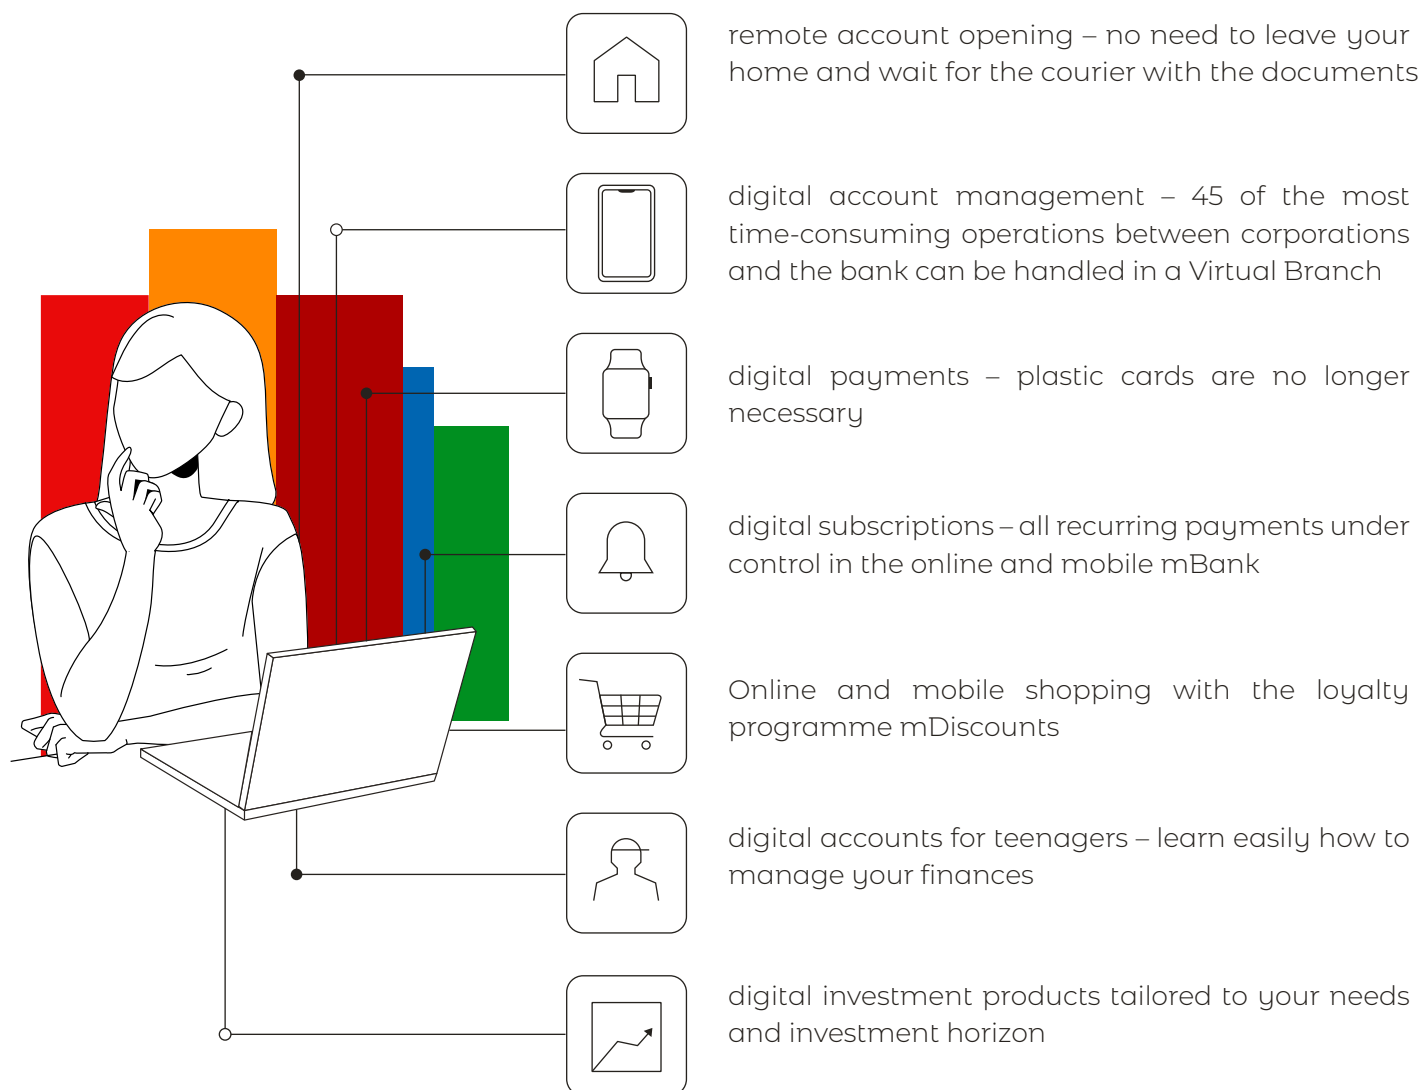 remote account opening – no need to leave your
home and wait for the courier with the documents
digital account management – 45 of the most
time-consuming operations between corporations
and the bank can be handled in a Virtual Branch
digital payments – plastic cards are no longer
necessary
digital subscriptions – all recurring payments under
control in the online and mobile mBank
Online and mobile shopping with the loyalty
programme mDiscounts
digital accounts for teenagers – learn easily how to
manage your finances
digital investment products tailored to your needs
and investment horizon